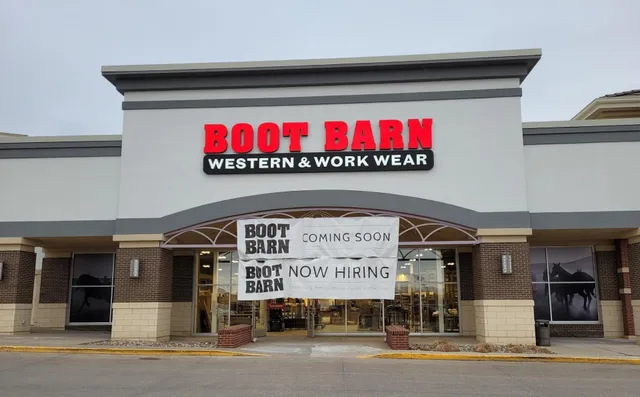 BOOT BARN
WESTERN & WORK WEAR
BOOT
BARN
COMING SOON
BOOT
BARN
NOW HIRING